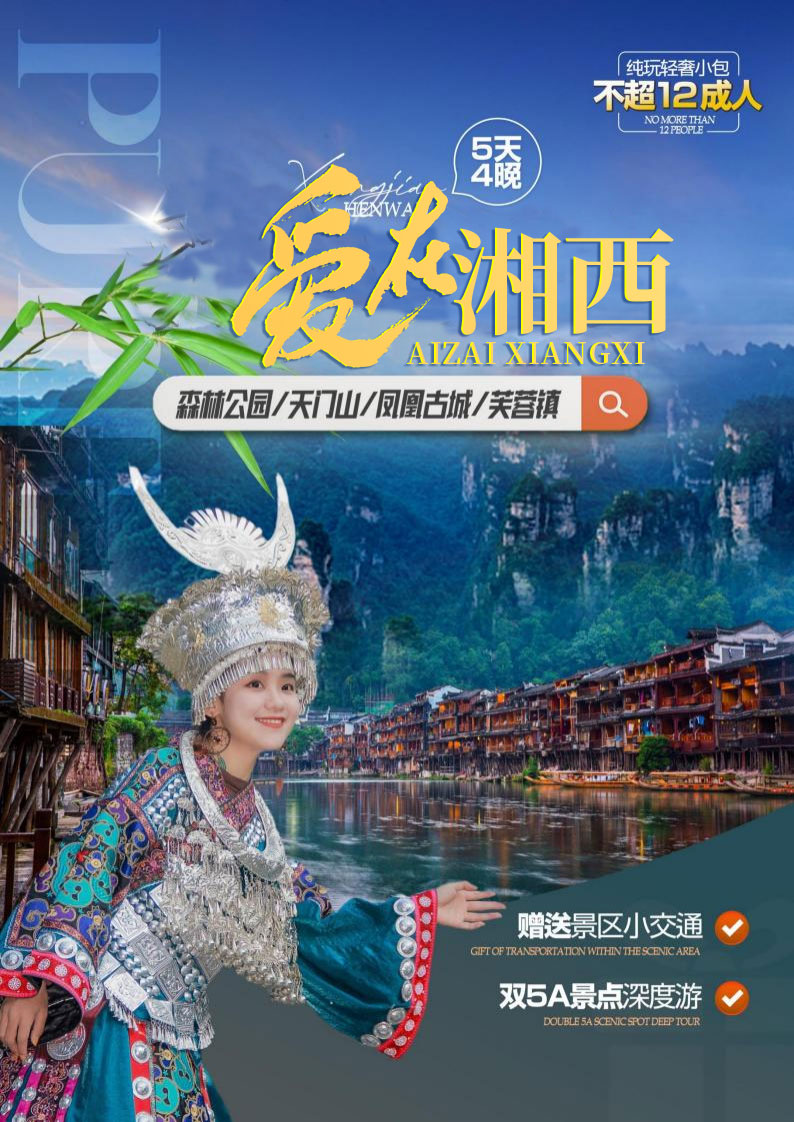 纯玩轻奢小包
不超12成人
NO MORE THAN
12 PEOPLE
5天
4晚
爱在湘西
AIZAI XIANGXI
森林公园/天门山/凤凰古城/芙蓉镇
赠送景区小交通
GIFT OF TRANSPORTATION WITHIN THE SCENIC AREA
双5A景点深度游
DOUBLE 5A SCENIC SPOT DEEP TOUR